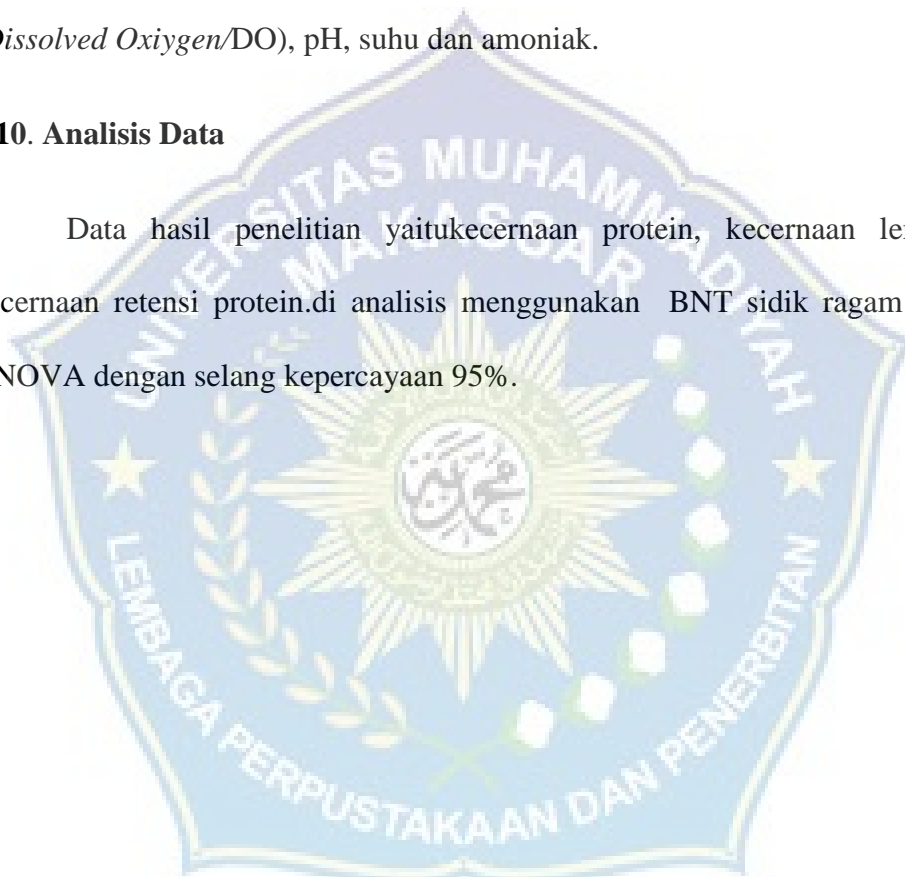 Dissolved Oxiygen/DO), pH, suhu dan amoniak.
10. Analisis Data
Data hasil penelitian yaitukecernaan protein, kecernaan
cernaan retensi protein.di analisis menggunakan BNT sidik ragam
NOVA dengan selang kepercayaan 95%.
UNIVERSITAS MUHAMMADIYAH
MAKASSAR
LEMBAGA PERPUSTAKAAN DAN PENERBITAN